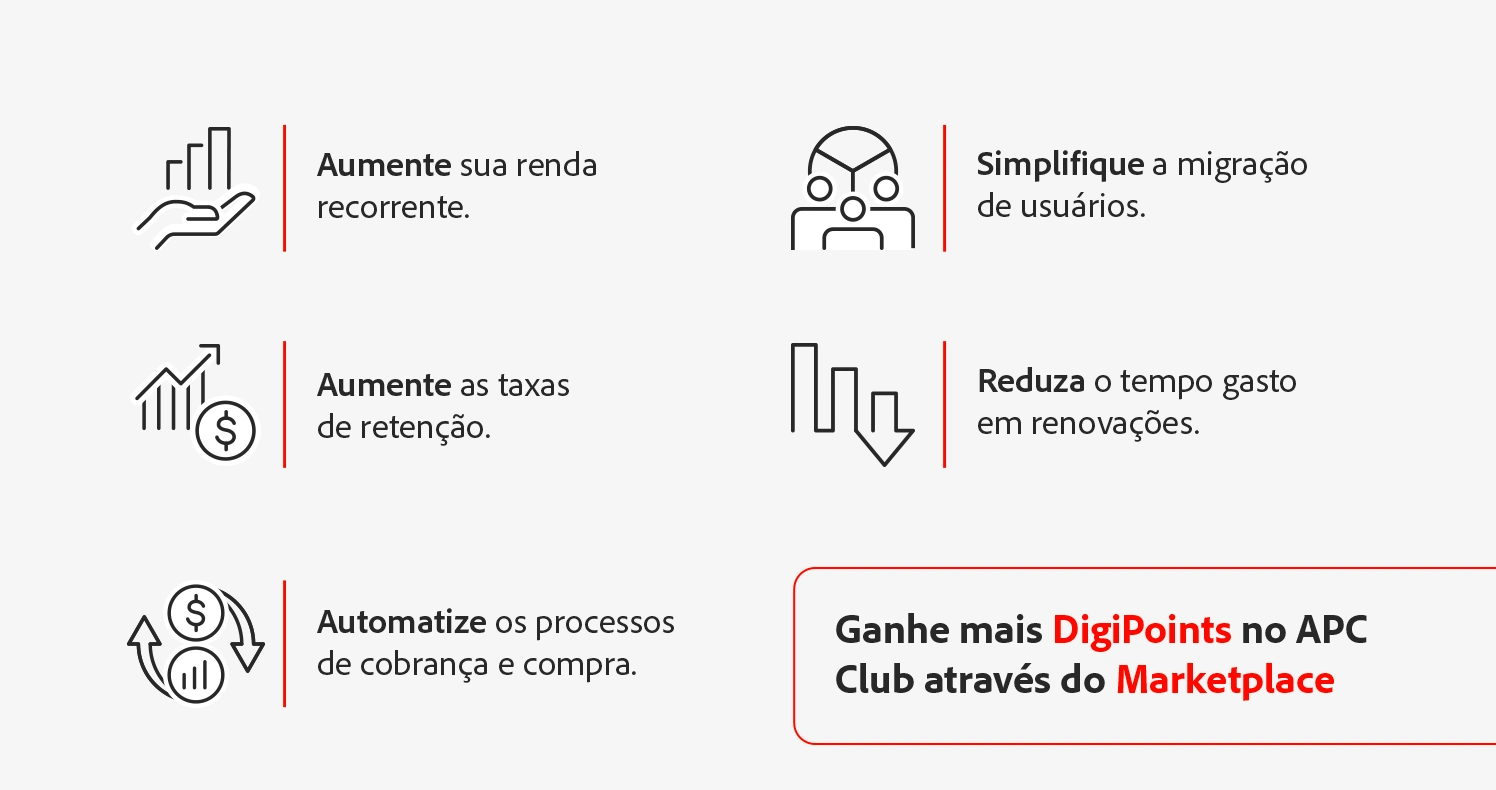 Aumente sua renda
recorrente.
Simplifique a migração
de usuários.
Aumente as taxas
de retenção.
Reduza o tempo gasto
em renovações.
Automatize os processos
de cobrança e compra.
Ganhe mais DigiPoints no APC
Club através do Marketplace